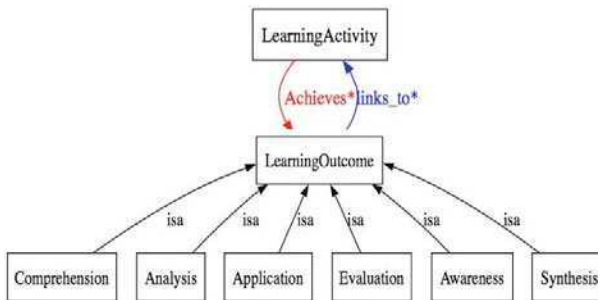 LearningActivity
Achieves* links_to*
LearningOutcome
isa isa isa isa isa isa
Comprehension Analysis Application Evaluation Awareness Synthesis